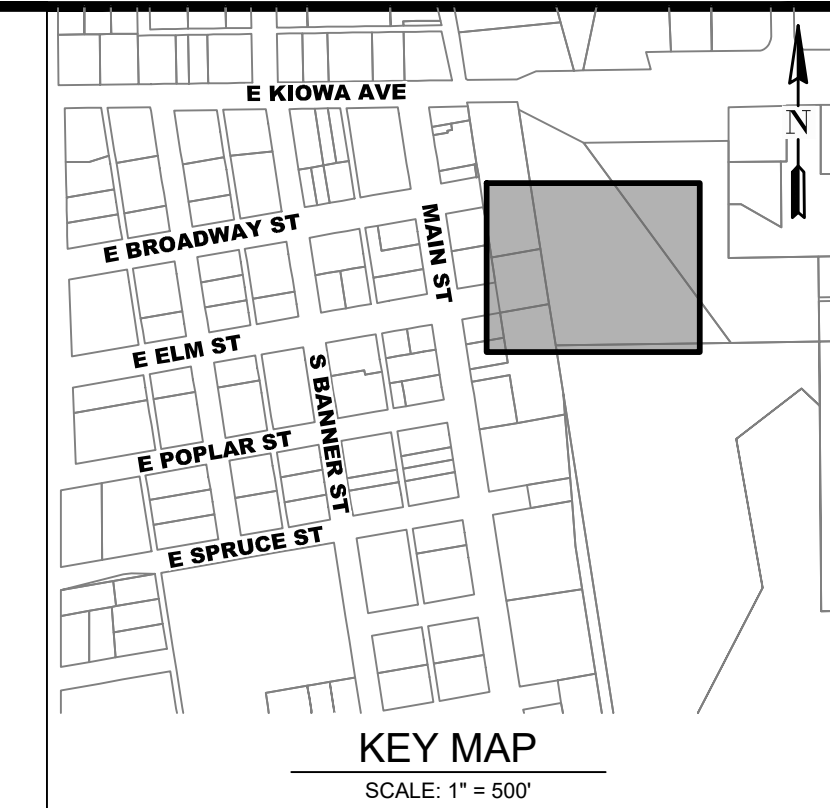 E KIOWA AVE
N
E BROADWAY ST
MAIN ST
E ELM ST
S BANNER ST
E POPLAR ST
E SPRUCE ST
KEY MAP
SCALE: 1" = 500'